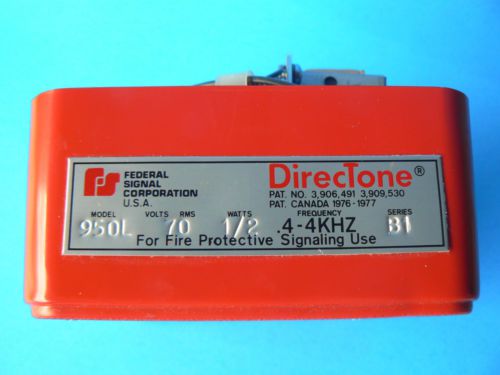 FS FEDERAL SIGNAL CORPORATION U.S.A.
DirecTone®
PAT. NO. 3,906,491 3,909,530
PAT. CANADA 1976-1977
MODEL VOLTS RMS WATTS FREQUENCY SERIES
950L 70 1/2 .4-4KHZ B1
For Fire Protective Signaling Use